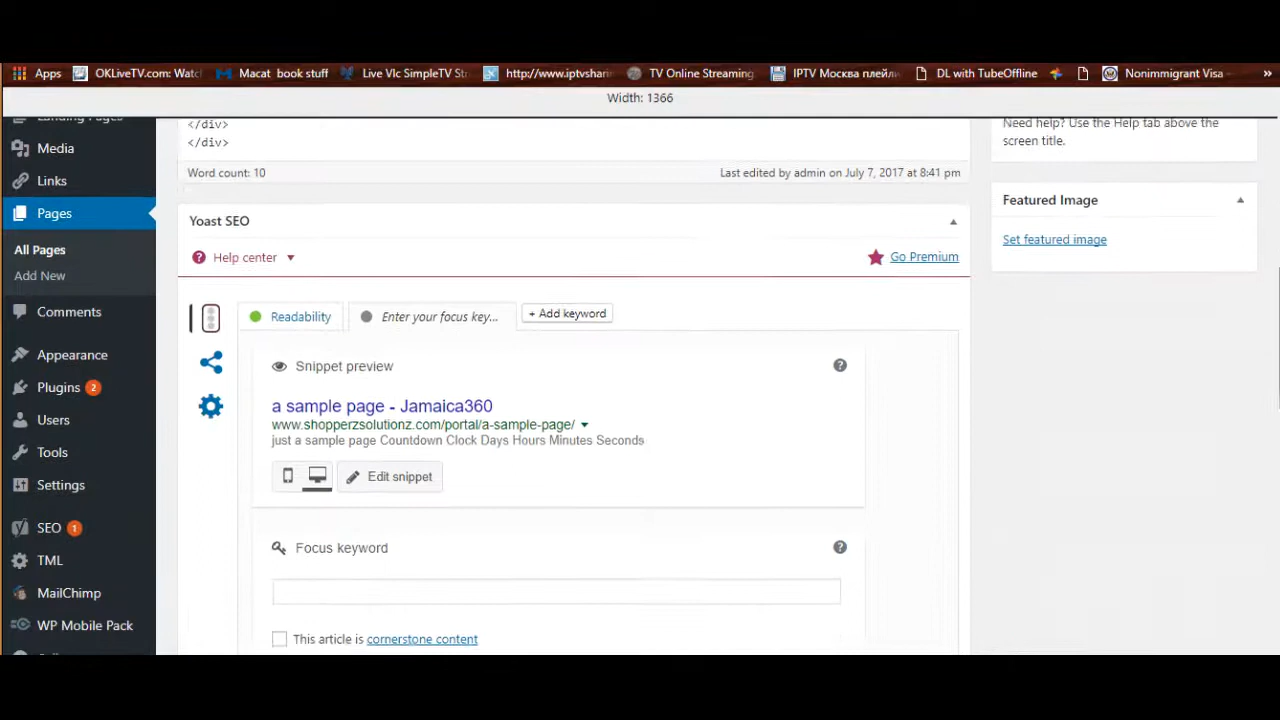 Apps OKLiveTV.com: Watc Macat book stuff Live Vlc SimpleTV Str http://www.iptvsharin TV Online Streaming IPTV Москва плейли DL with TubeOffline Nonimmigrant Visa »
Width: 1366
Landing Pages
Media
Links
Pages
All Pages
Add New
Comments
Appearance
Plugins 2
Users
Tools
Settings
SEO 1
TML
MailChimp
WP Mobile Pack
</div>
</div>
Word count: 10 Last edited by admin on July 7, 2017 at 8:41 pm
Yoast SEO
Help center Go Premium
Readability Enter your focus key... + Add keyword
Snippet preview
a sample page - Jamaica360
www.shopperzsolutionz.com/portal/a-sample-page/
just a sample page Countdown Clock Days Hours Minutes Seconds
Edit snippet
Focus keyword
This article is cornerstone content
Need help? Use the Help tab above the
screen title.
Featured Image
Set featured image